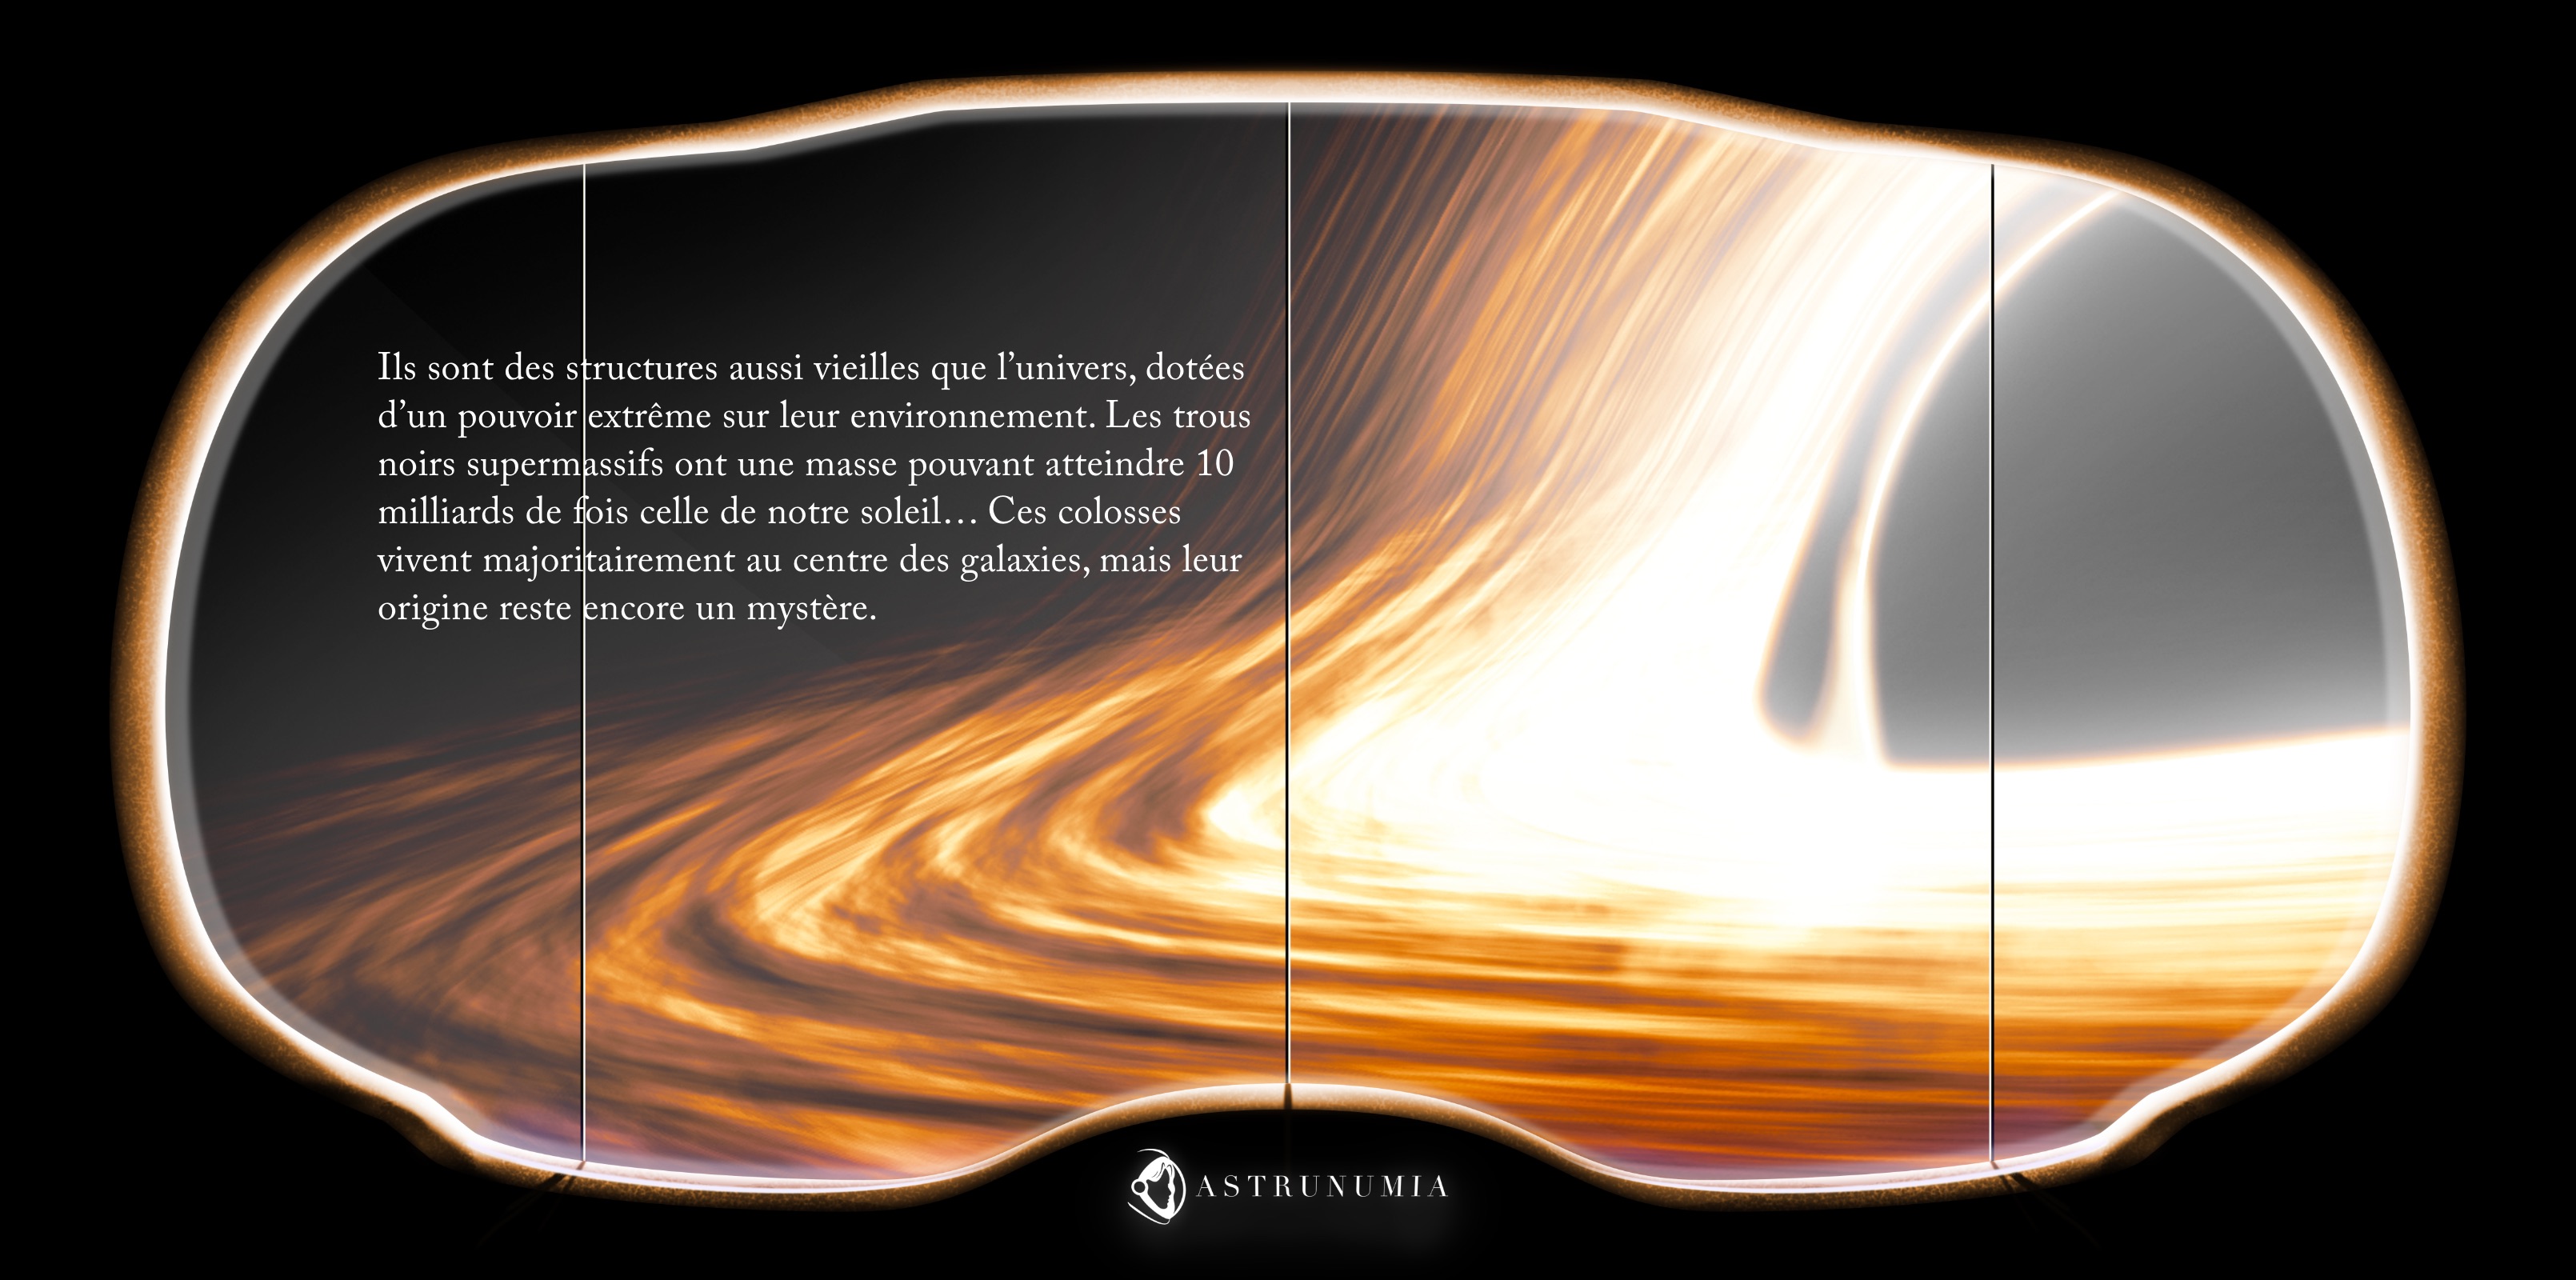 Ils sont des structures aussi vieilles que l’univers, dotées
d’un pouvoir extrême sur leur environnement. Les trous
noirs supermassifs ont une masse pouvant atteindre 10
milliards de fois celle de notre soleil… Ces colosses
vivent majoritairement au centre des galaxies, mais leur
origine reste encore un mystère.
ASTRUNUMIA